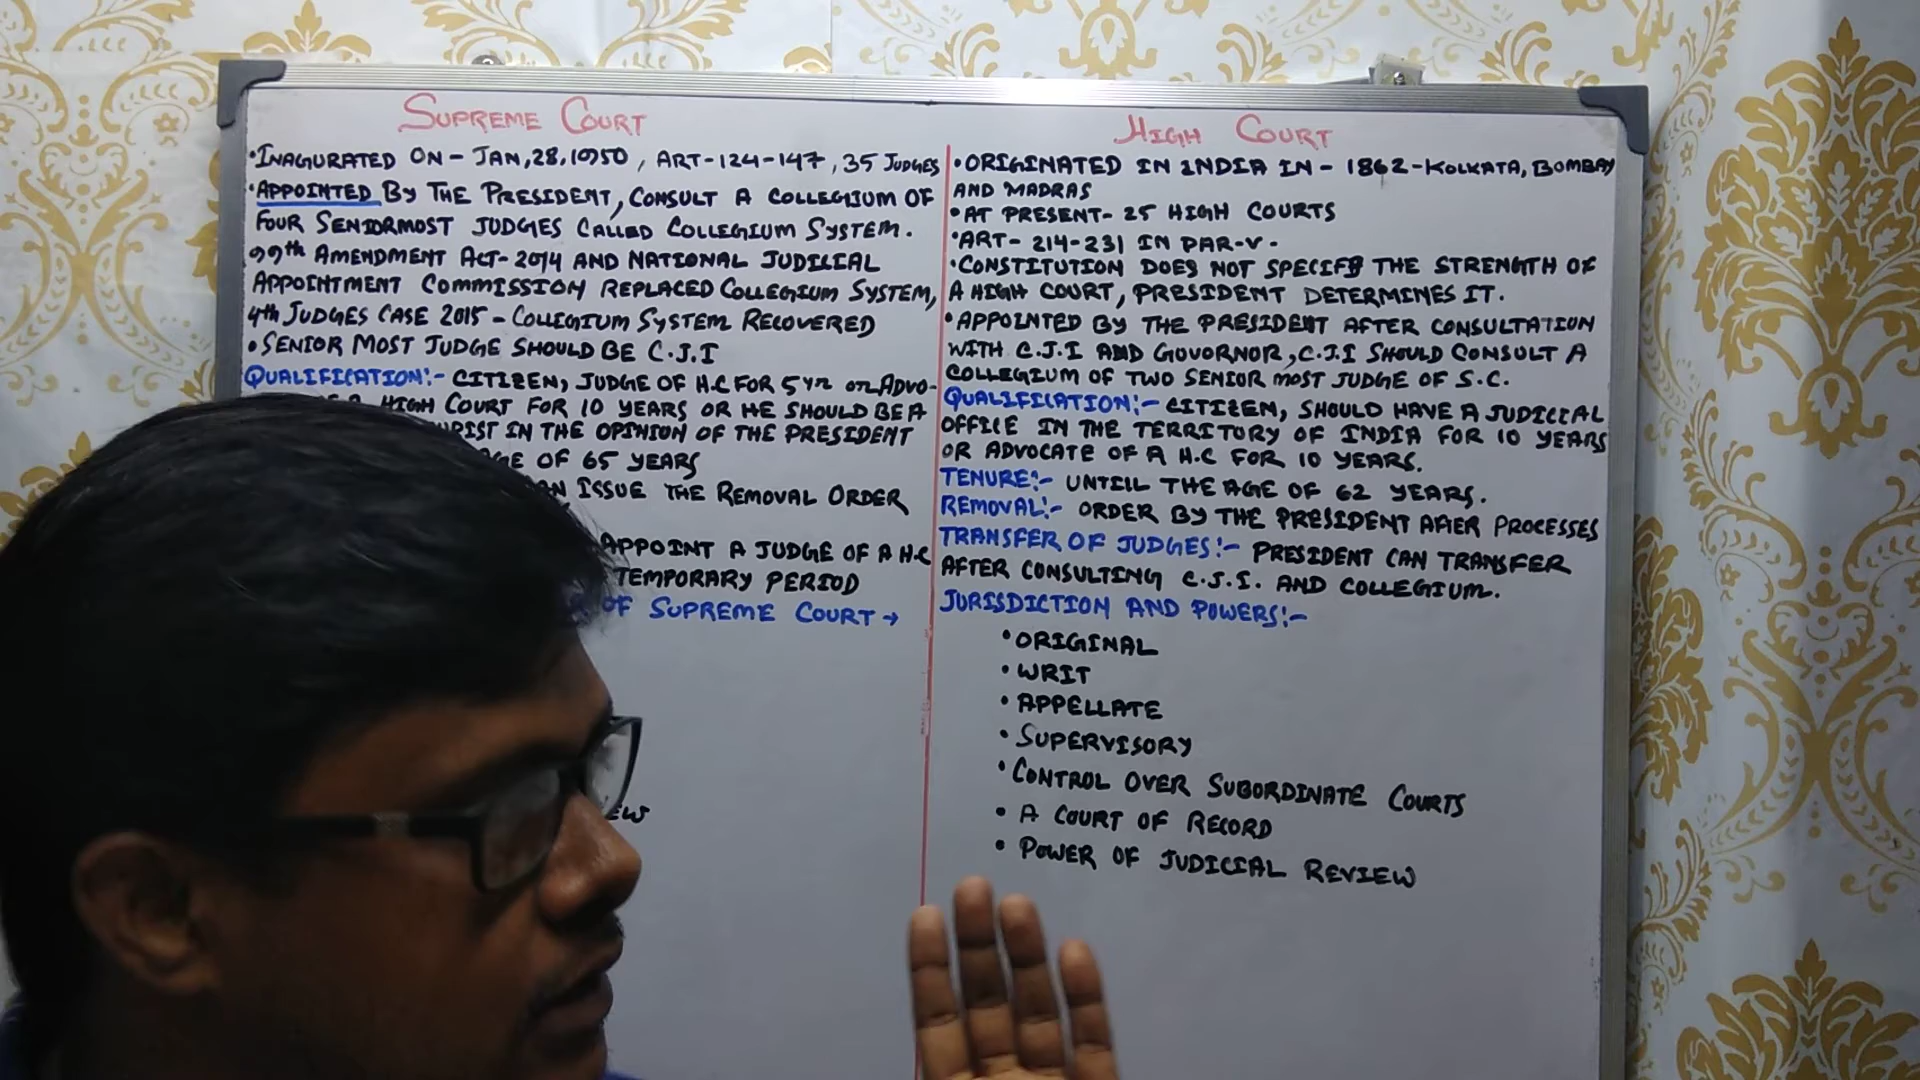 SUPREME COURT
• INAGURATED ON - JAN, 28, 1950, ART-124-147, 35 JUDGES
• APPOINTED BY THE PRESIDENT, CONSULT A COLLEGIUM OF
FOUR SENIORMOST JUDGES CALLED COLLEGIUM SYSTEM.
99th AMENDMENT ACT-2014 AND NATIONAL JUDICIAL
APPOINTMENT COMMISSION REPLACED COLLEGIUM SYSTEM,
4th JUDGES CASE 2015 - COLLEGIUM SYSTEM RECOVERED
• SENIOR MOST JUDGE SHOULD BE C.J.I
QUALIFICATION:- CITIZEN, JUDGE OF H.C FOR 5 yr or ADVO-
HIGH COURT FOR 10 YEARS OR HE SHOULD BE A
IN THE OPINION OF THE PRESIDENT
OF 65 YEARS
ISSUE THE REMOVAL ORDER
APPOINT A JUDGE OF A H.C
TEMPORARY PERIOD
OF SUPREME COURT →
HIGH COURT
• ORIGINATED IN INDIA IN - 1862 - KOLKATA, BOMBAY
AND MADRAS
• AT PRESENT - 25 HIGH COURTS
• ART - 214-231 IN PAR-V -
• CONSTITUTION DOES NOT SPECIFY THE STRENGTH OF
A HIGH COURT, PRESIDENT DETERMINES IT.
• APPOINTED BY THE PRESIDENT AFTER CONSULTATION
WITH C.J.I AND GOVORNOR, C.J.I SHOULD CONSULT A
COLLEGIUM OF TWO SENIOR MOST JUDGE OF S.C.
QUALIFICATION:- CITIZEN, SHOULD HAVE A JUDICIAL
OFFICE IN THE TERRITORY OF INDIA FOR 10 YEARS
OR ADVOCATE OF A H.C FOR 10 YEARS.
TENURE:- UNTIL THE AGE OF 62 YEARS.
REMOVAL:- ORDER BY THE PRESIDENT AFTER PROCESSES
TRANSFER OF JUDGES:- PRESIDENT CAN TRANSFER
AFTER CONSULTING C.J.I. AND COLLEGIUM.
JURISDICTION AND POWERS:-
• ORIGINAL
• WRIT
• APPELLATE
• SUPERVISORY
• CONTROL OVER SUBORDINATE COURTS
• A COURT OF RECORD
• POWER OF JUDICIAL REVIEW